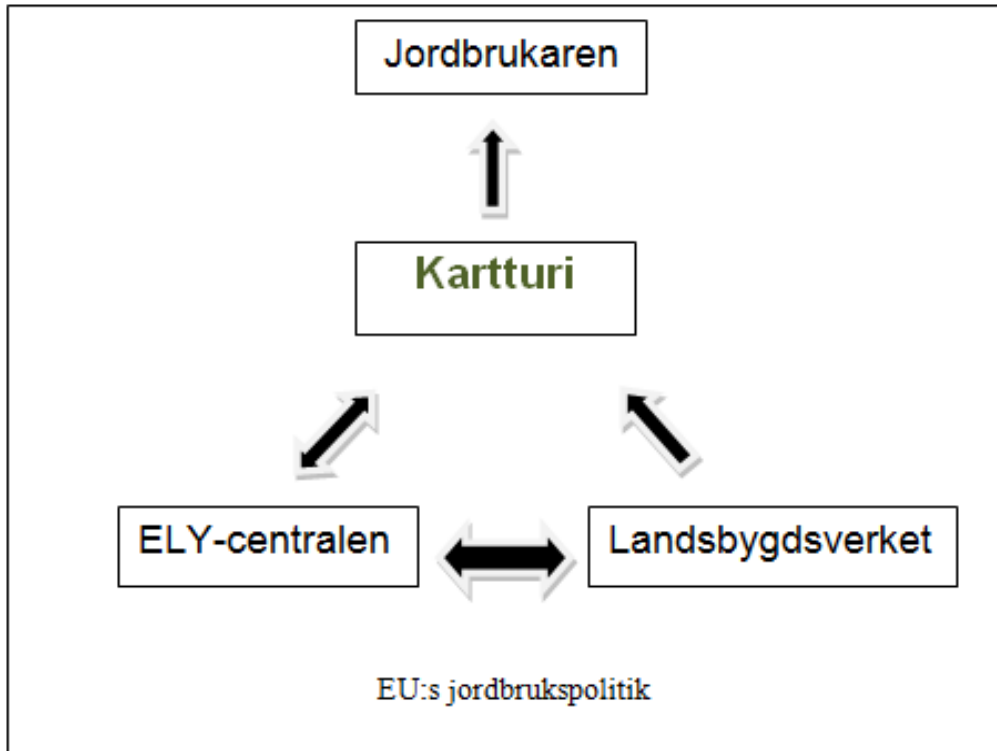 Jordbrukaren
Kartturi
ELY-centralen
Landsbygdsverket
EU:s jordbrukspolitik